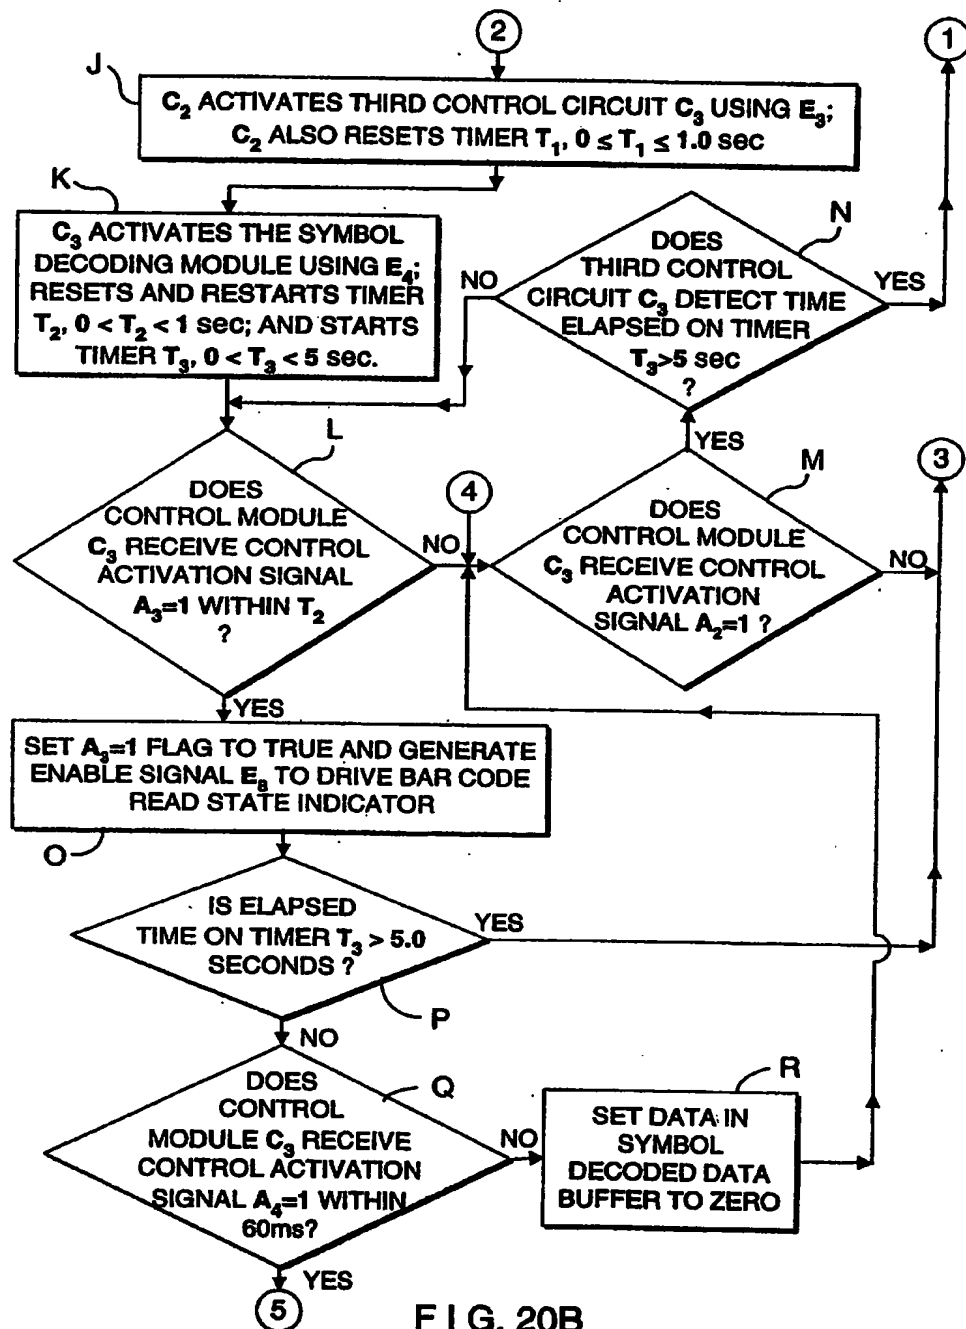 2
1
J
C₂ ACTIVATES THIRD CONTROL CIRCUIT C₃ USING E₃;
C₂ ALSO RESETS TIMER T₁, 0 ≤ T₁ ≤ 1.0 sec
K
C₃ ACTIVATES THE SYMBOL
DECODING MODULE USING E₄;
RESETS AND RESTARTS TIMER
T₂, 0 < T₂ < 1 sec; AND STARTS
TIMER T₃, 0 < T₃ < 5 sec.
N
DOES
THIRD CONTROL
CIRCUIT C₃ DETECT TIME
ELAPSED ON TIMER
T₃>5 sec
?
NO
YES
L
DOES
CONTROL MODULE
C₃ RECEIVE CONTROL
ACTIVATION SIGNAL
A₃=1 WITHIN T₂
?
NO
YES
4
YES
M
DOES
CONTROL MODULE
C₃ RECEIVE CONTROL
ACTIVATION
SIGNAL A₂=1 ?
NO
3
SET A₃=1 FLAG TO TRUE AND GENERATE
ENABLE SIGNAL E₈ TO DRIVE BAR CODE
READ STATE INDICATOR
O
IS ELAPSED
TIME ON TIMER T₃ > 5.0
SECONDS ?
YES
P
NO
DOES
CONTROL
MODULE C₃ RECEIVE
CONTROL ACTIVATION
SIGNAL A₄=1 WITHIN
60ms?
Q
NO
R
SET DATA IN
SYMBOL
DECODED DATA
BUFFER TO ZERO
YES
5
FIG. 20B